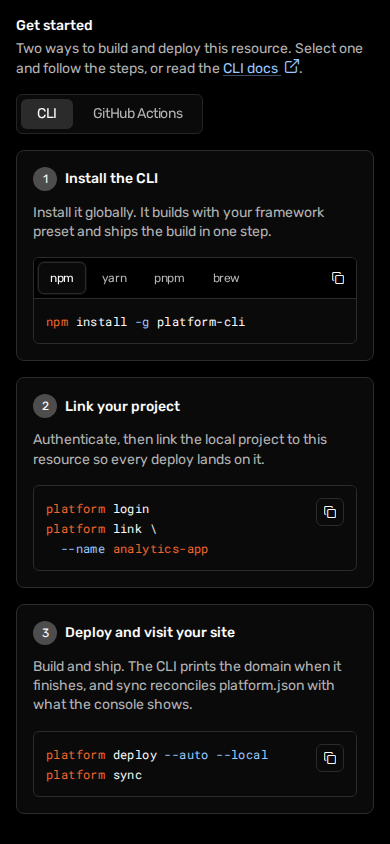 Get started
Two ways to build and deploy this resource. Select one
and follow the steps, or read the CLI docs.
CLI GitHub Actions
1 Install the CLI
Install it globally. It builds with your framework
preset and ships the build in one step.
npm yarn pnpm brew
npm install -g platform-cli
2 Link your project
Authenticate, then link the local project to this
resource so every deploy lands on it.
platform login
platform link \
--name analytics-app
3 Deploy and visit your site
Build and ship. The CLI prints the domain when it
finishes, and sync reconciles platform.json with
what the console shows.
platform deploy --auto --local
platform sync